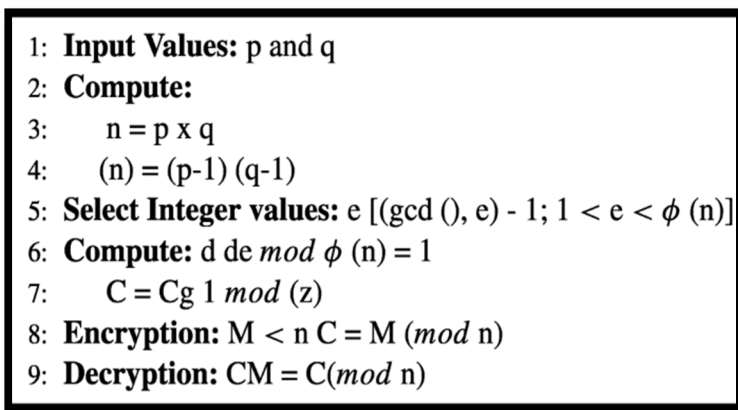 1: Input Values: p and q
2: Compute:
3: n = p x q
4: (n) = (p-1) (q-1)
5: Select Integer values: e [(gcd (), e) - 1; 1 < e < ϕ (n)]
6: Compute: d de mod ϕ (n) = 1
7: C = Cg 1 mod (z)
8: Encryption: M < n C = M (mod n)
9: Decryption: CM = C(mod n)